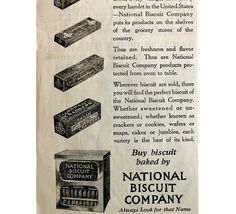 every hamlet in the United States
—National Biscuit Company
puts its products on the shelves
of the grocery stores of the
country.
Thus are freshness and flavor
retained. Thus are National
Biscuit Company products pro-
tected from oven to table.
Wherever biscuit are sold, there
you will find the perfect biscuit of
the National Biscuit Company.
Whether sweetened or un-
sweetened; whether known as
crackers or cookies, wafers or
snaps, cakes or jumbles, each
variety is the best of its kind.
Buy biscuit
baked by
NATIONAL
BISCUIT
COMPANY
Always Look for that Name
NATIONAL
BISCUIT
COMPANY